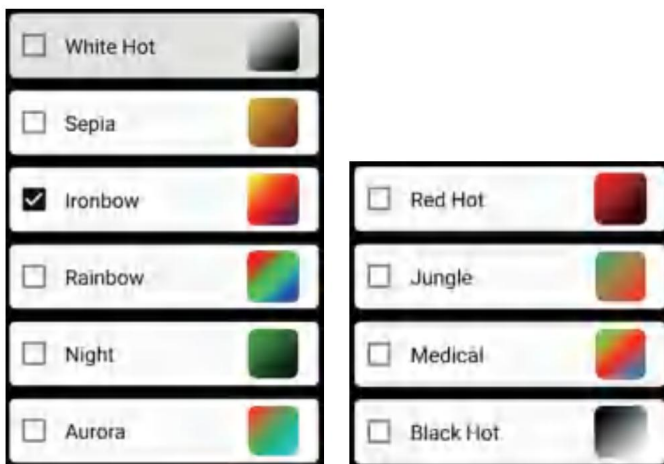 White Hot
Sepia
Ironbow
Rainbow
Night
Aurora
Red Hot
Jungle
Medical
Black Hot